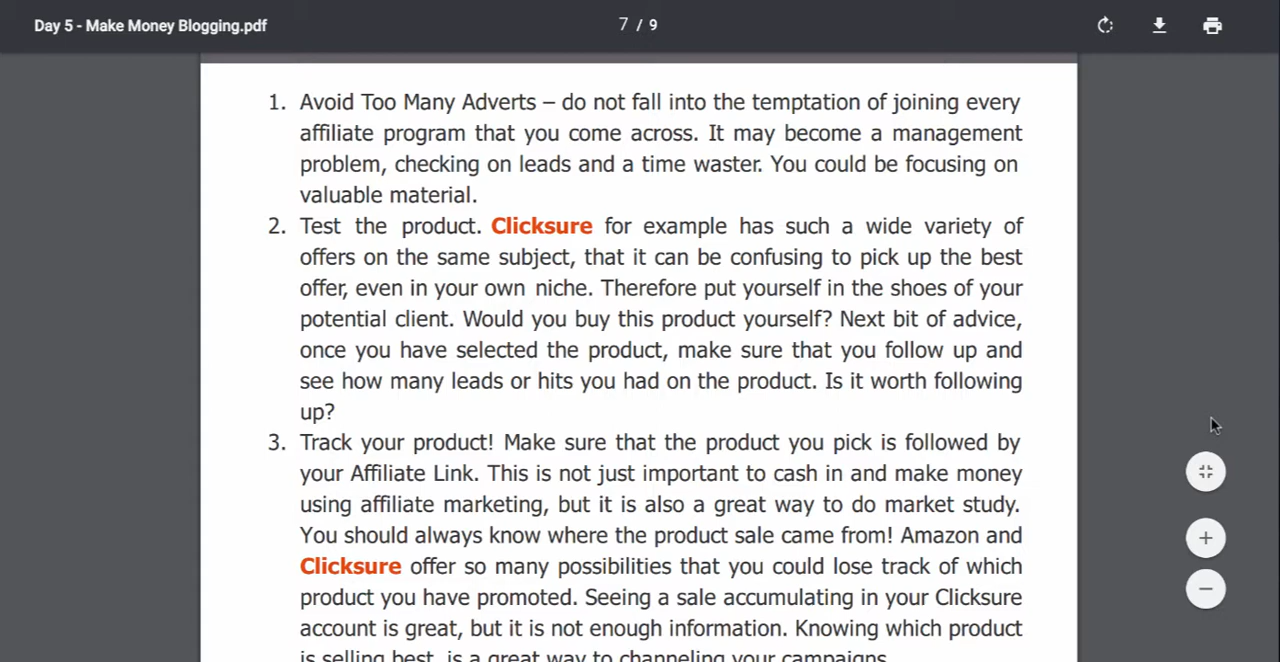 Day 5 - Make Money Blogging.pdf
7 / 9
1. Avoid Too Many Adverts – do not fall into the temptation of joining every
affiliate program that you come across. It may become a management
problem, checking on leads and a time waster. You could be focusing on
valuable material.
2. Test the product. Clicksure for example has such a wide variety of
offers on the same subject, that it can be confusing to pick up the best
offer, even in your own niche. Therefore put yourself in the shoes of your
potential client. Would you buy this product yourself? Next bit of advice,
once you have selected the product, make sure that you follow up and
see how many leads or hits you had on the product. Is it worth following
up?
3. Track your product! Make sure that the product you pick is followed by
your Affiliate Link. This is not just important to cash in and make money
using affiliate marketing, but it is also a great way to do market study.
You should always know where the product sale came from! Amazon and
Clicksure offer so many possibilities that you could lose track of which
product you have promoted. Seeing a sale accumulating in your Clicksure
account is great, but it is not enough information. Knowing which product
is selling best, is a great way to channeling your campaigns.